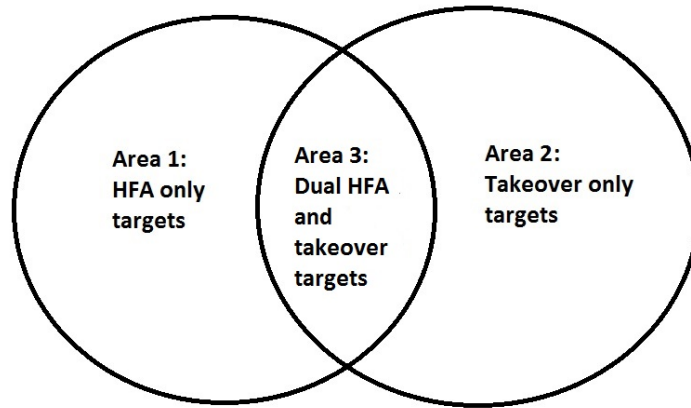 Area 1:
HFA only
targets
Area 3:
Dual HFA
and
takeover
targets
Area 2:
Takeover only
targets